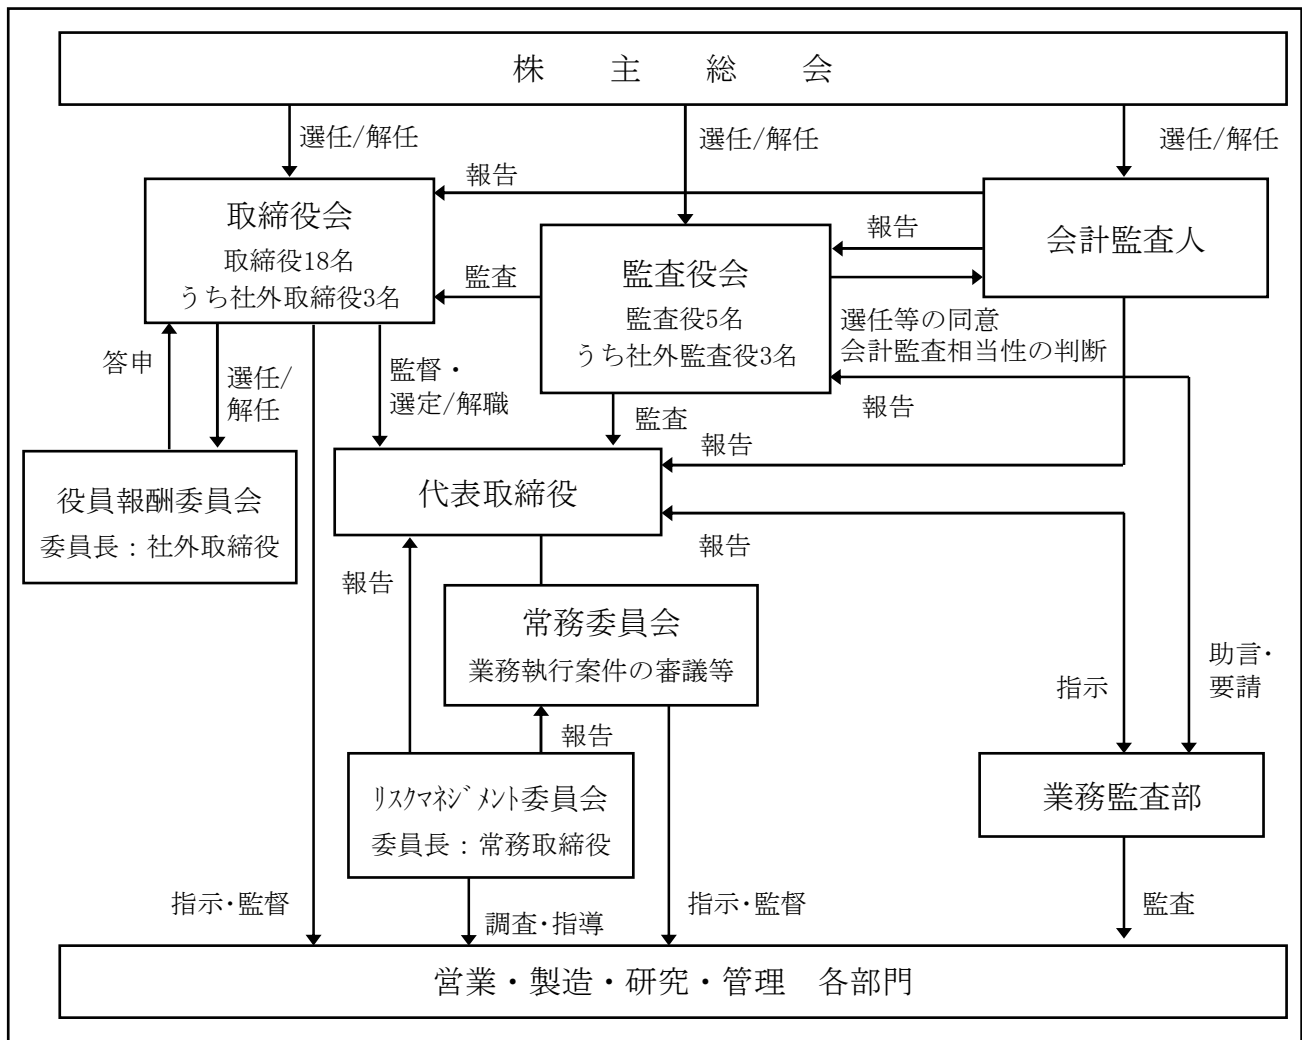 株 主 総 会
選任/解任
選任/解任
選任/解任
報告
取締役会
取締役18名
うち社外取締役3名
会計監査人
報告
監査役会
監査役5名
うち社外監査役3名
監査
選任等の同意
会計監査相当性の判断
答申
選任/
解任
監督・
選定/解職
報告
監査
報告
役員報酬委員会
委員長：社外取締役
代表取締役
報告
報告
常務委員会
業務執行案件の審議等
助言・
要請
指示
報告
リスクマネジメント委員会
委員長：常務取締役
業務監査部
指示・監督
調査・指導
指示・監督
監査
営業・製造・研究・管理 各部門